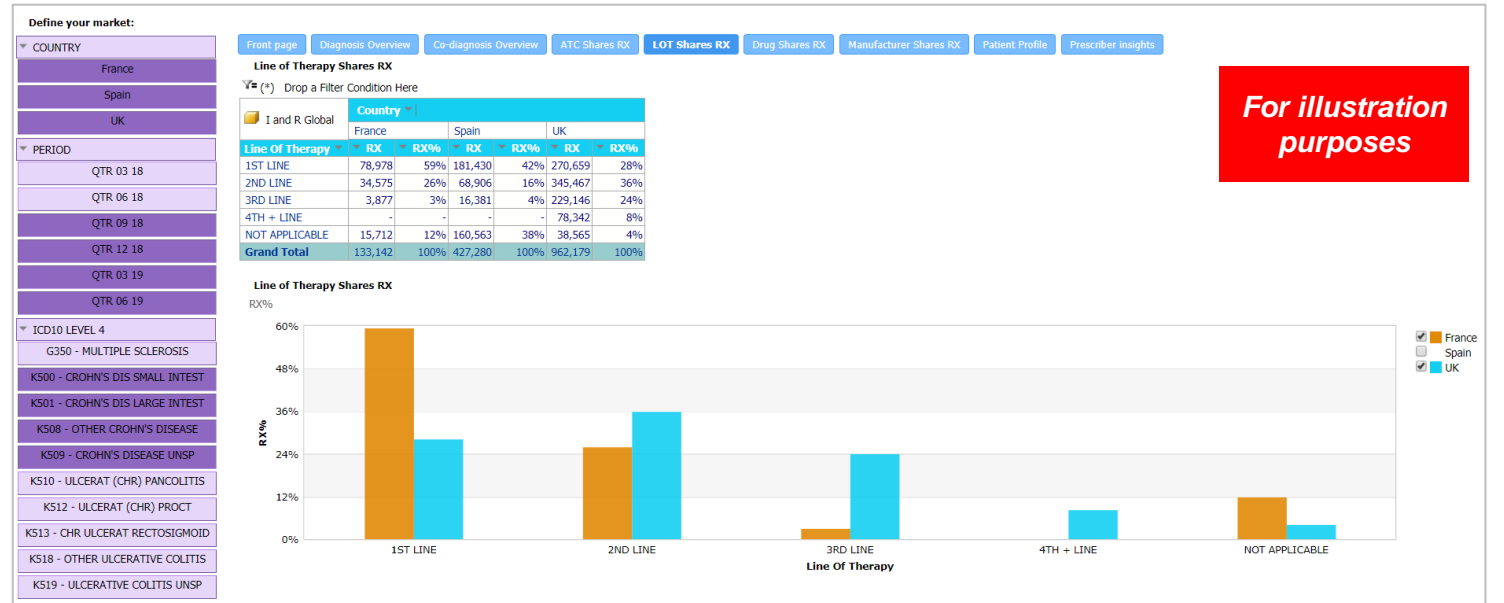 Define your market:
COUNTRY
France
Spain
UK
PERIOD
QTR 03 18
QTR 06 18
QTR 09 18
QTR 12 18
QTR 03 19
QTR 06 19
ICD10 LEVEL 4
G350 - MULTIPLE SCLEROSIS
K500 - CROHN'S DIS SMALL INTEST
K501 - CROHN'S DIS LARGE INTEST
K508 - OTHER CROHN'S DISEASE
K509 - CROHN'S DISEASE UNSP
K510 - ULCERAT (CHR) PANCOLITIS
K512 - ULCERAT (CHR) PROCT
K513 - CHR ULCERAT RECTOSIGMOID
K518 - OTHER ULCERATIVE COLITIS
K519 - ULCERATIVE COLITIS UNSP
Front page Diagnosis Overview Co-diagnosis Overview ATC Shares RX LOT Shares RX Drug Shares RX Manufacturer Shares RX Patient Profile Prescriber insights
Line of Therapy Shares RX
(*) Drop a Filter Condition Here
I and R Global Country
France Spain UK
Line Of Therapy RX RX% RX RX% RX RX%
1ST LINE 78,978 59% 181,430 42% 270,659 28%
2ND LINE 34,575 26% 68,906 16% 345,467 36%
3RD LINE 3,877 3% 16,381 4% 229,146 24%
4TH + LINE - - - - 78,342 8%
NOT APPLICABLE 15,712 12% 160,563 38% 38,565 4%
Grand Total 133,142 100% 427,280 100% 962,179 100%
For illustration
purposes
Line of Therapy Shares RX
RX%
60%
48%
36%
24%
12%
0%
RX%
1ST LINE 2ND LINE 3RD LINE 4TH + LINE NOT APPLICABLE
Line Of Therapy
France
Spain
UK